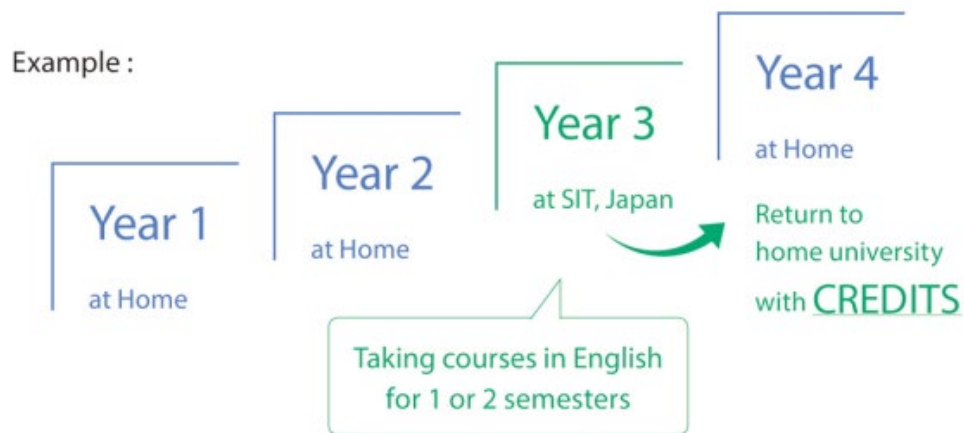 Example :
Year 1
at Home
Year 2
at Home
Year 3
at SIT, Japan
Taking courses in English
for 1 or 2 semesters
Year 4
at Home
Return to
home university
with CREDITS